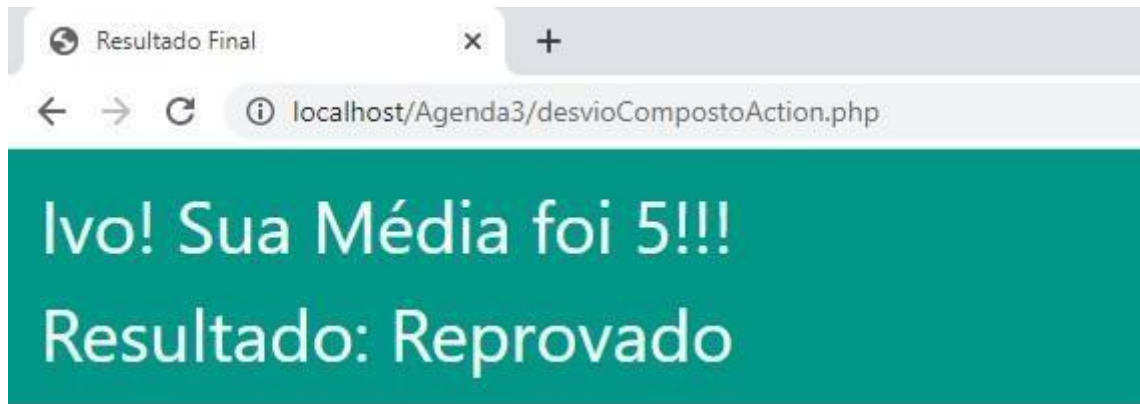 Resultado Final
localhost/Agenda3/desvioCompostoAction.php
Ivo! Sua Média foi 5!!!
Resultado: Reprovado